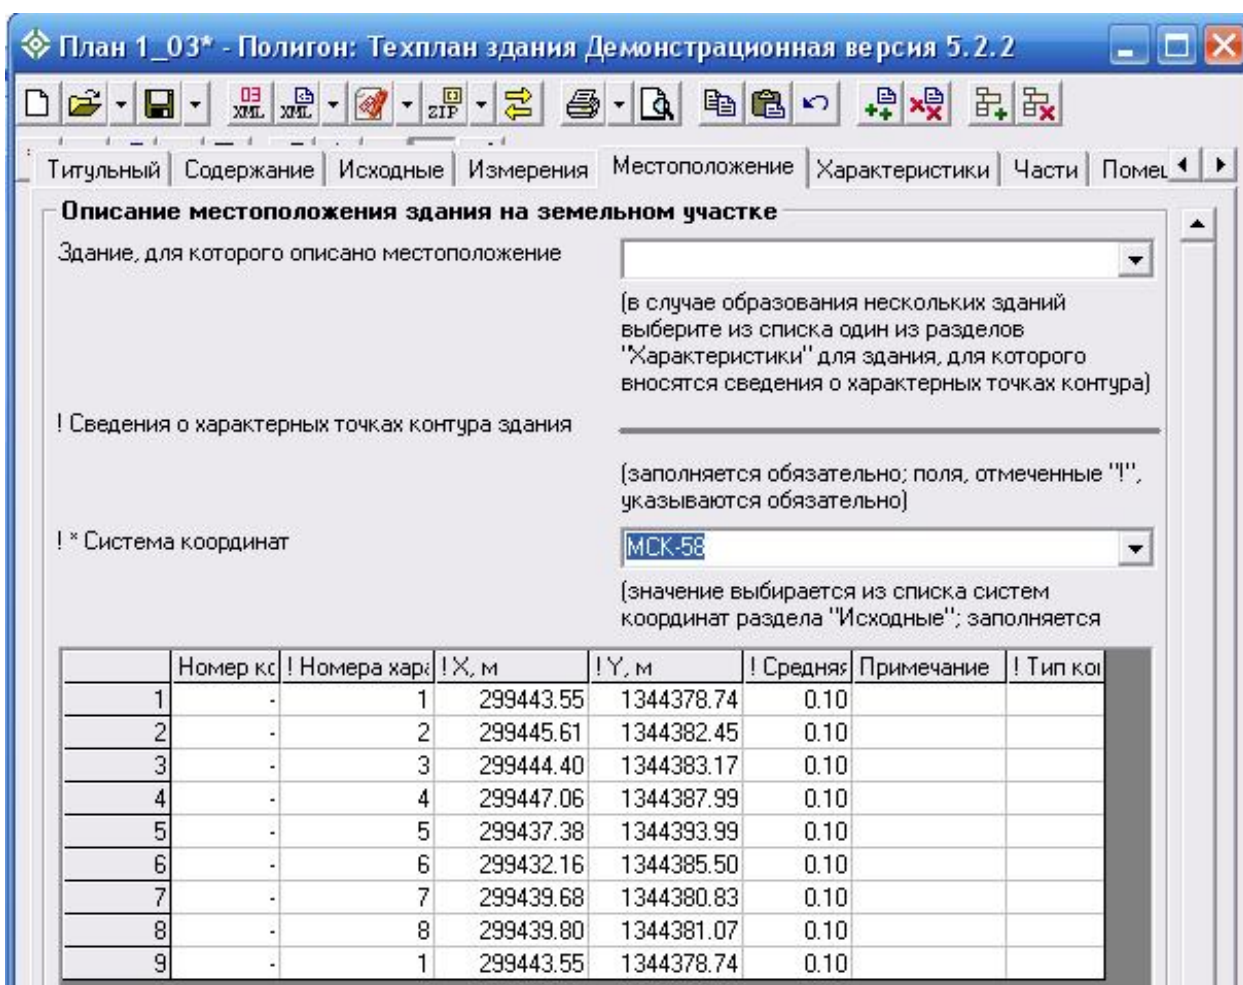 План 1_03* - Полигон: Техплан здания Демонстрационная версия 5.2.2
03 XML XML ZIP
Титульный Содержание Исходные Измерения Местоположение Характеристики Части Помещ
Описание местоположения здания на земельном участке
Здание, для которого описано местоположение
(в случае образования нескольких зданий
выберите из списка один из разделов
"Характеристики" для здания, для которого
вносятся сведения о характерных точках контура)
! Сведения о характерных точках контура здания
(заполняется обязательно; поля, отмеченные "!",
указываются обязательно)
! * Система координат МСК-58
(значение выбирается из списка систем
координат раздела "Исходные"; заполняется
Номер кс ! Номера хара ! X, м ! Y, м ! Средняя Примечание ! Тип кон
1 - 1 299443.55 1344378.74 0.10
2 - 2 299445.61 1344382.45 0.10
3 - 3 299444.40 1344383.17 0.10
4 - 4 299447.06 1344387.99 0.10
5 - 5 299437.38 1344393.99 0.10
6 - 6 299432.16 1344385.50 0.10
7 - 7 299439.68 1344380.83 0.10
8 - 8 299439.80 1344381.07 0.10
9 - 1 299443.55 1344378.74 0.10